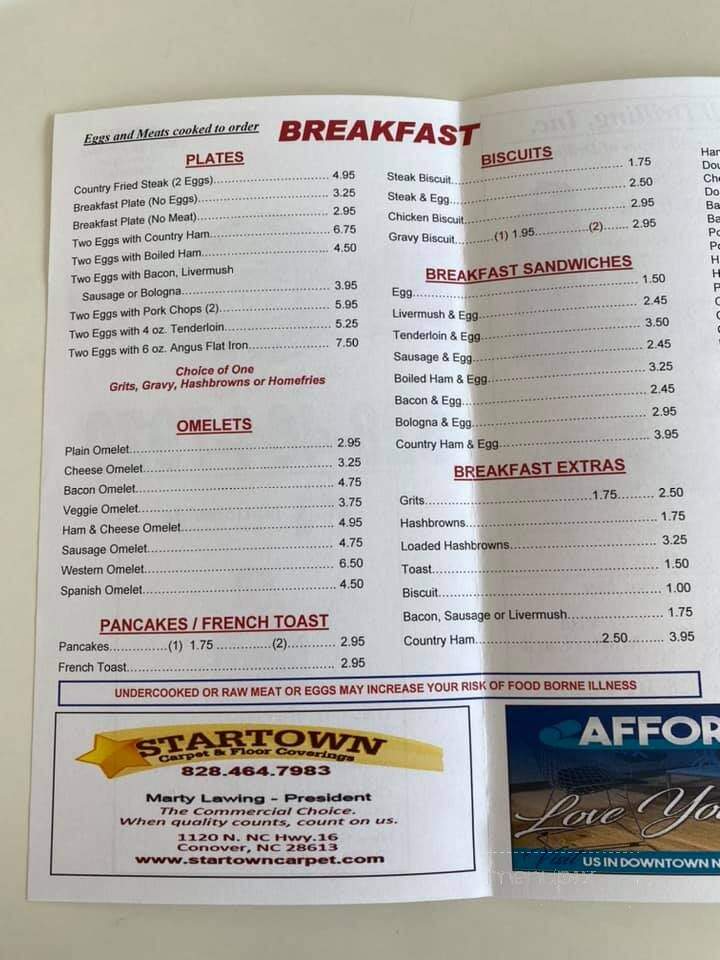 Eggs and Meats cooked to order
BREAKFAST
PLATES
Country Fried Steak (2 Eggs)........ 4.95
Breakfast Plate (No Eggs)........ 3.25
Breakfast Plate (No Meat)........ 2.95
Two Eggs with Country Ham........ 6.75
Two Eggs with Boiled Ham........ 4.50
Two Eggs with Bacon, Livermush
Sausage or Bologna........ 3.95
Two Eggs with Pork Chops (2)........ 5.95
Two Eggs with 4 oz. Tenderloin........ 5.25
Two Eggs with 6 oz. Angus Flat Iron........ 7.50
Choice of One
Grits, Gravy, Hashbrowns or Homefries
OMELETS
Plain Omelet........ 2.95
Cheese Omelet........ 3.25
Bacon Omelet........ 4.75
Veggie Omelet........ 3.75
Ham & Cheese Omelet........ 4.95
Sausage Omelet........ 4.75
Western Omelet........ 6.50
Spanish Omelet........ 4.50
PANCAKES / FRENCH TOAST
Pancakes........(1) 1.75 ........(2)........ 2.95
French Toast........ 2.95
BISCUITS
Steak Biscuit........ 1.75
Steak & Egg........ 2.50
Chicken Biscuit........ 2.95
Gravy Biscuit........(1) 1.95........(2)........ 2.95
BREAKFAST SANDWICHES
Egg........ 1.50
Livermush & Egg........ 2.45
Tenderloin & Egg........ 3.50
Sausage & Egg........ 2.45
Boiled Ham & Egg........ 3.25
Bacon & Egg........ 2.45
Bologna & Egg........ 2.95
Country Ham & Egg........ 3.95
BREAKFAST EXTRAS
Grits........1.75........ 2.50
Hashbrowns........ 1.75
Loaded Hashbrowns........ 3.25
Toast........ 1.50
Biscuit........ 1.00
Bacon, Sausage or Livermush........ 1.75
Country Ham........2.50........ 3.95
UNDERCOOKED OR RAW MEAT OR EGGS MAY INCREASE YOUR RISK OF FOOD BORNE ILLNESS
STARTOWN
Carpet & Floor Coverings
828.464.7983
Marty Lawing - President
The Commercial Choice.
When quality counts, count on us.
1120 N. NC Hwy.16
Conover, NC 28613
www.startowncarpet.com
AFFOR
Love Yo
Visit US IN DOWNTOWN N